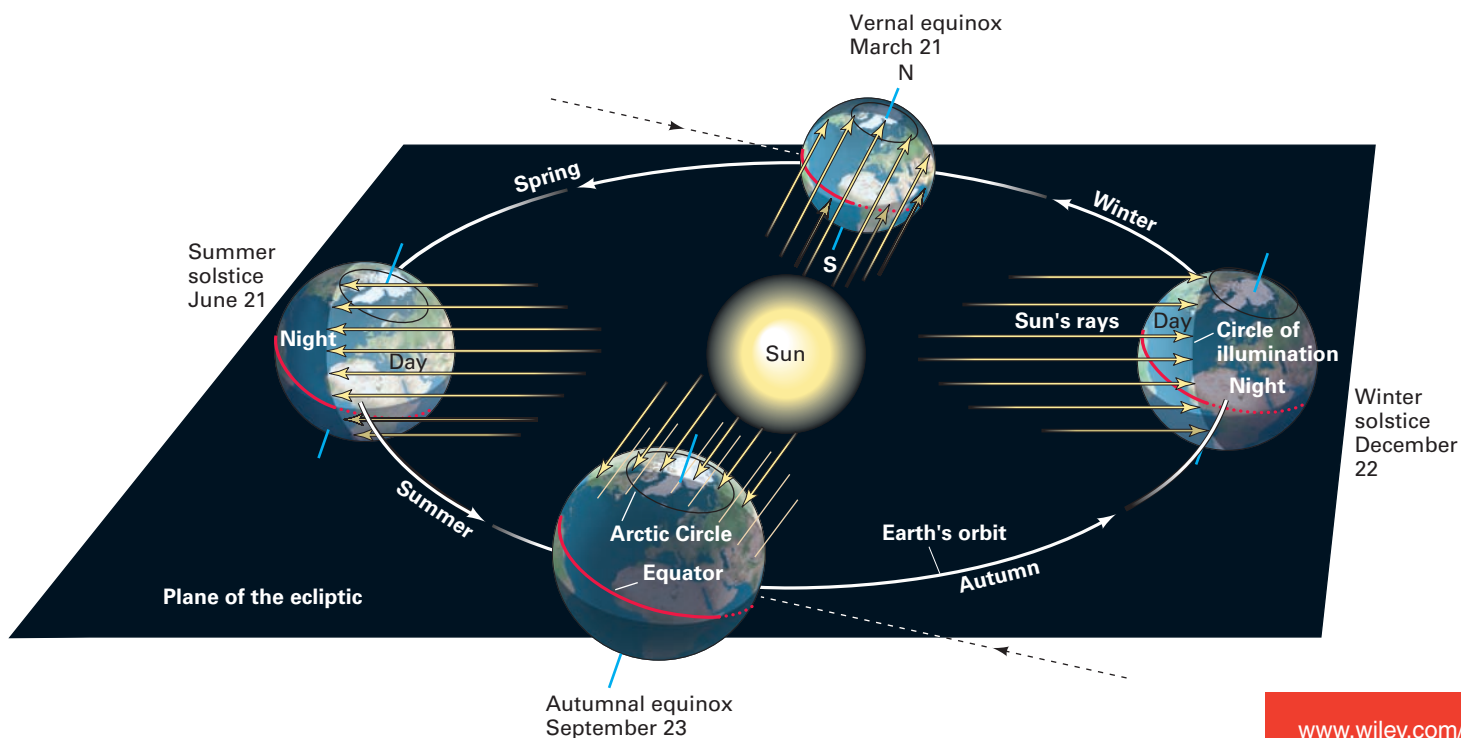 Vernal equinox
March 21
N
Spring
Winter
Summer
solstice
June 21
S
Night
Day
Sun
Sun's rays
Day
Circle of
illumination
Night
Winter
solstice
December
22
Summer
Arctic Circle
Equator
Earth's orbit
Autumn
Plane of the ecliptic
Autumnal equinox
September 23
www.wiley.com/